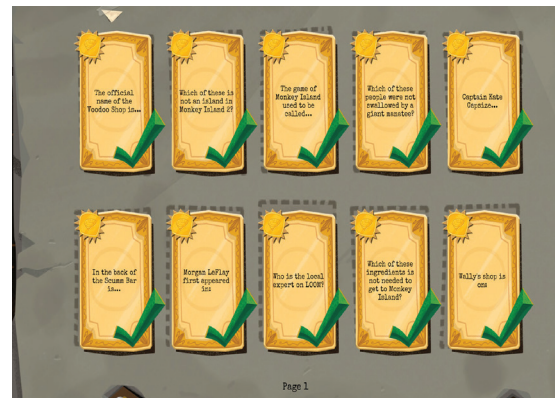 The official
name of the
Voodoo Shop is...
Which of these is
not an island in
Monkey Island 2?
The game of
Monkey Island
used to be
called...
Which of these
people were not
swallowed by a
giant manatee?
Captain Kate
Capsize...
In the back of
the Scumm Bar
is...
Morgan LeFlay
first appeared
in:
Who is the local
expert on LOOM?
Which of these
ingredients is
not needed to
get to Monkey
Island?
Wally's shop is
on:
Page 1